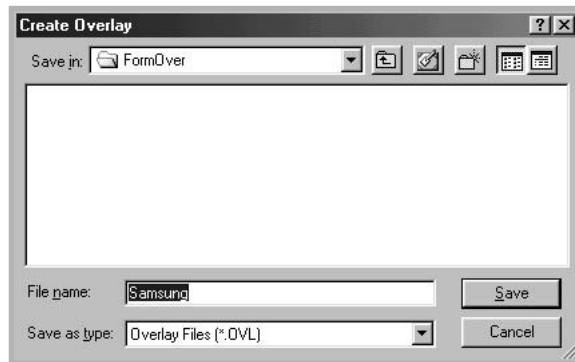 Create Overlay
Save in: FormOver
File name: Samsung Save
Save as type: Overlay Files (*.OVL) Cancel